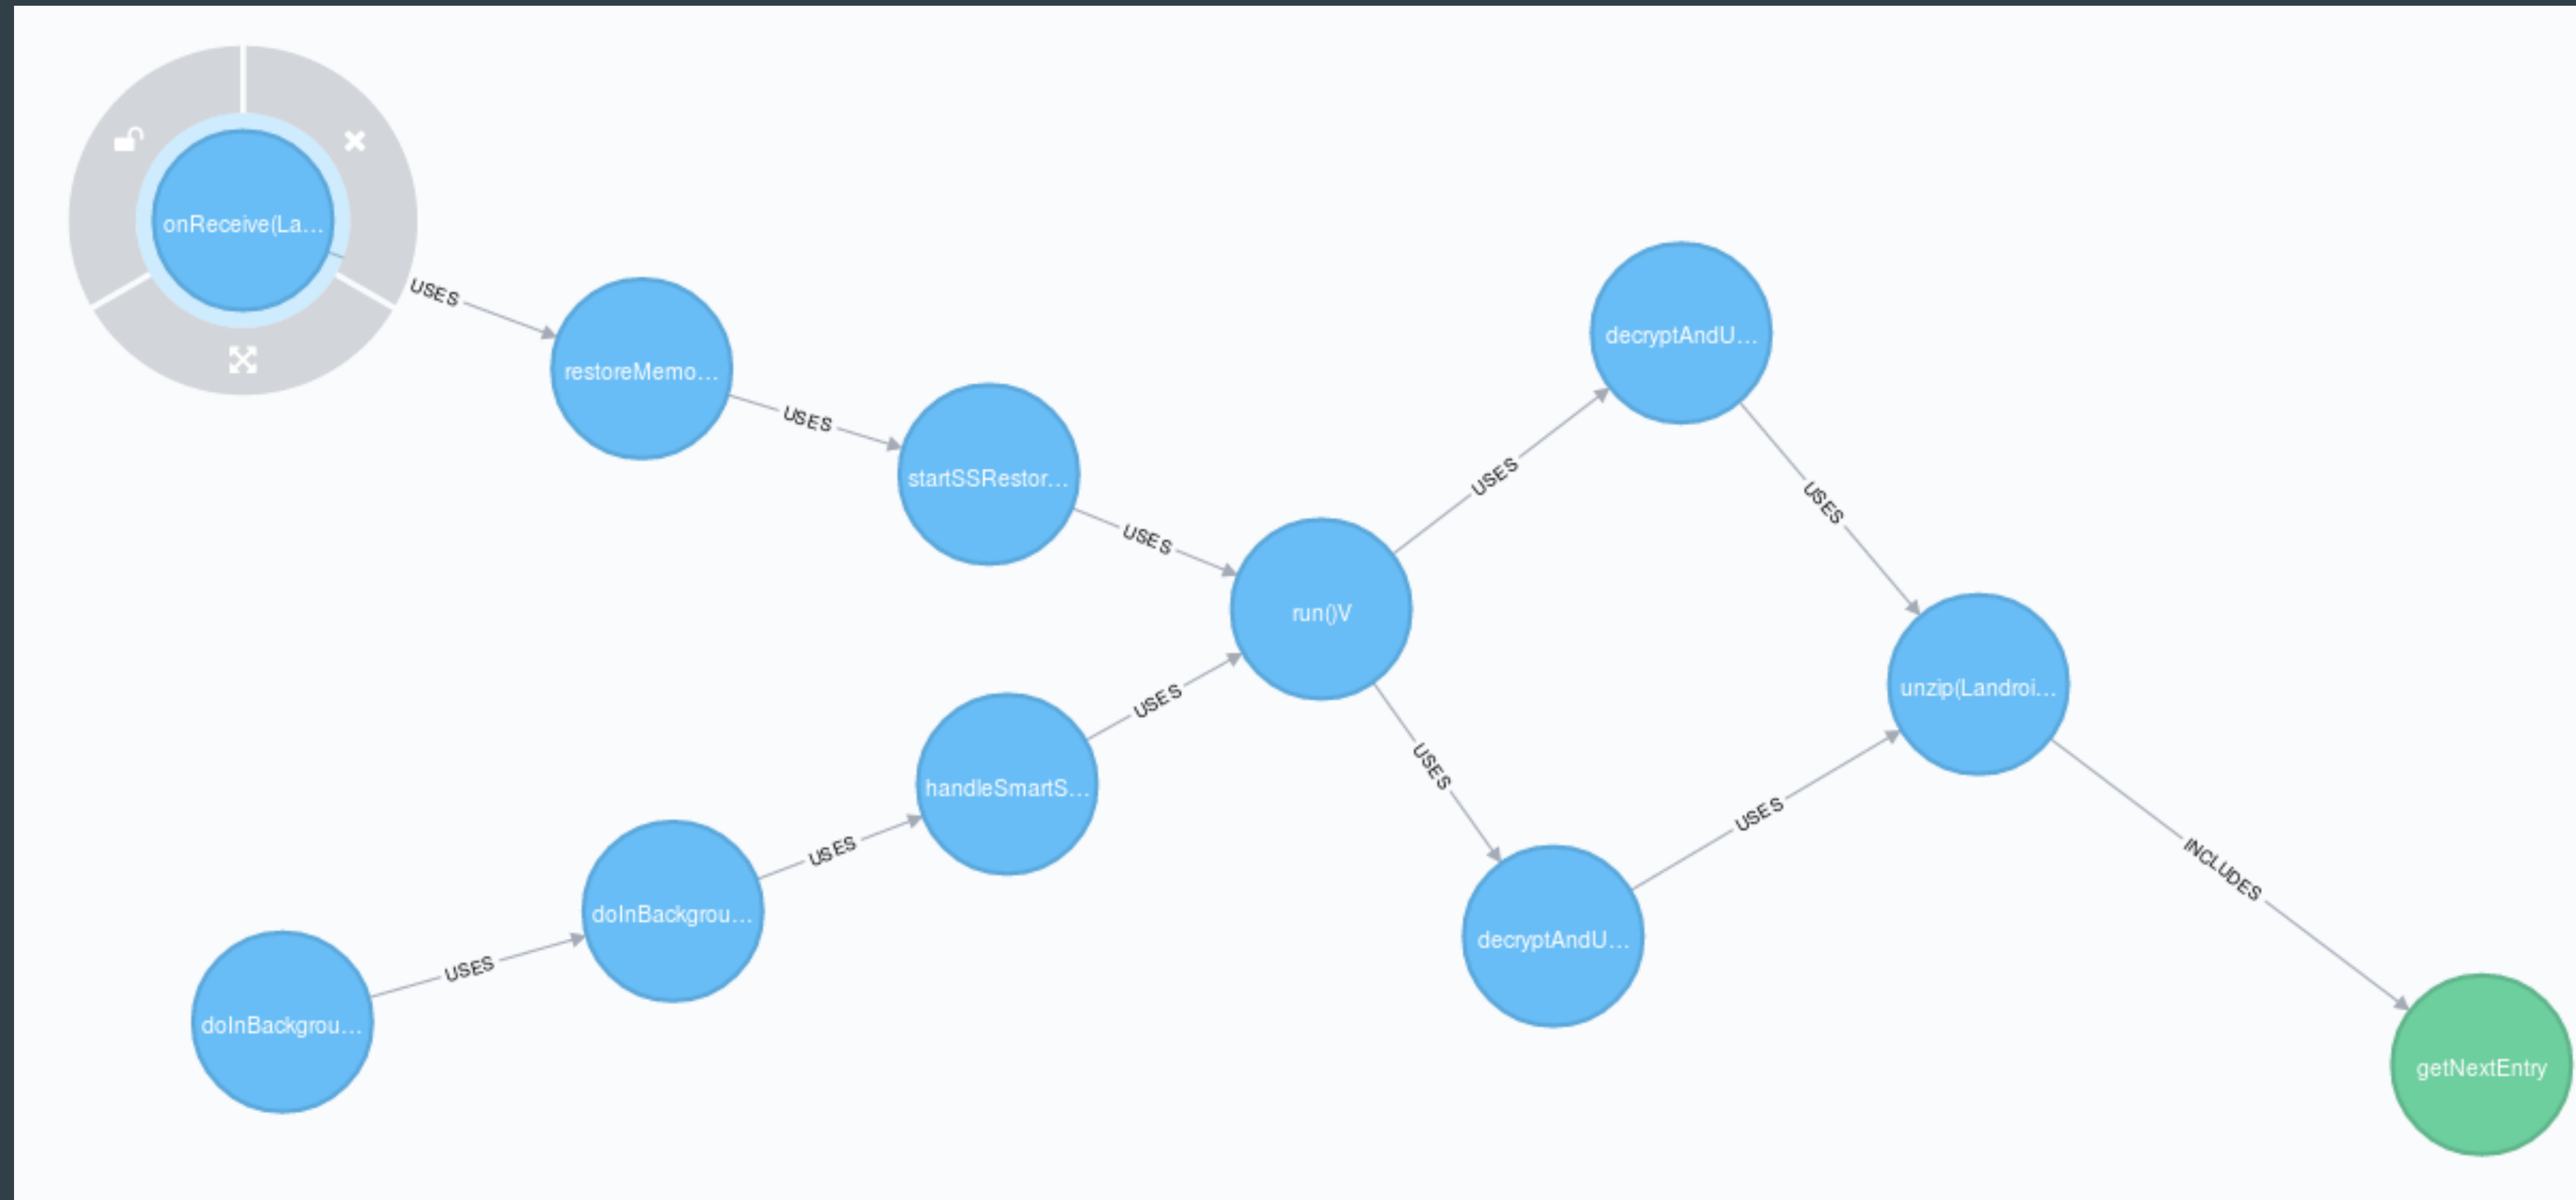 onReceive(La...
USES
restoreMemo...
USES
startSSRestor...
USES
run()V
USES
decryptAndU...
USES
unzip(Landroi...
INCLUDES
getNextEntry
doInBackgrou...
USES
doInBackgrou...
USES
handleSmartS...
USES
USES
decryptAndU...
USES